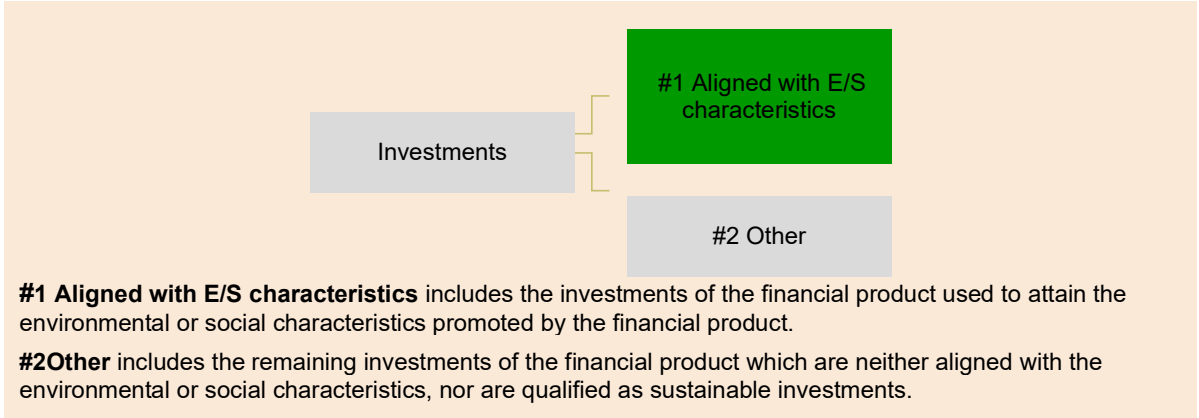 #1 Aligned with E/S
characteristics
Investments
#2 Other
#1 Aligned with E/S characteristics includes the investments of the financial product used to attain the
environmental or social characteristics promoted by the financial product.
#2Other includes the remaining investments of the financial product which are neither aligned with the
environmental or social characteristics, nor are qualified as sustainable investments.